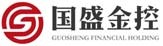 国盛金控
GUOSHENG FINANCIAL HOLDING